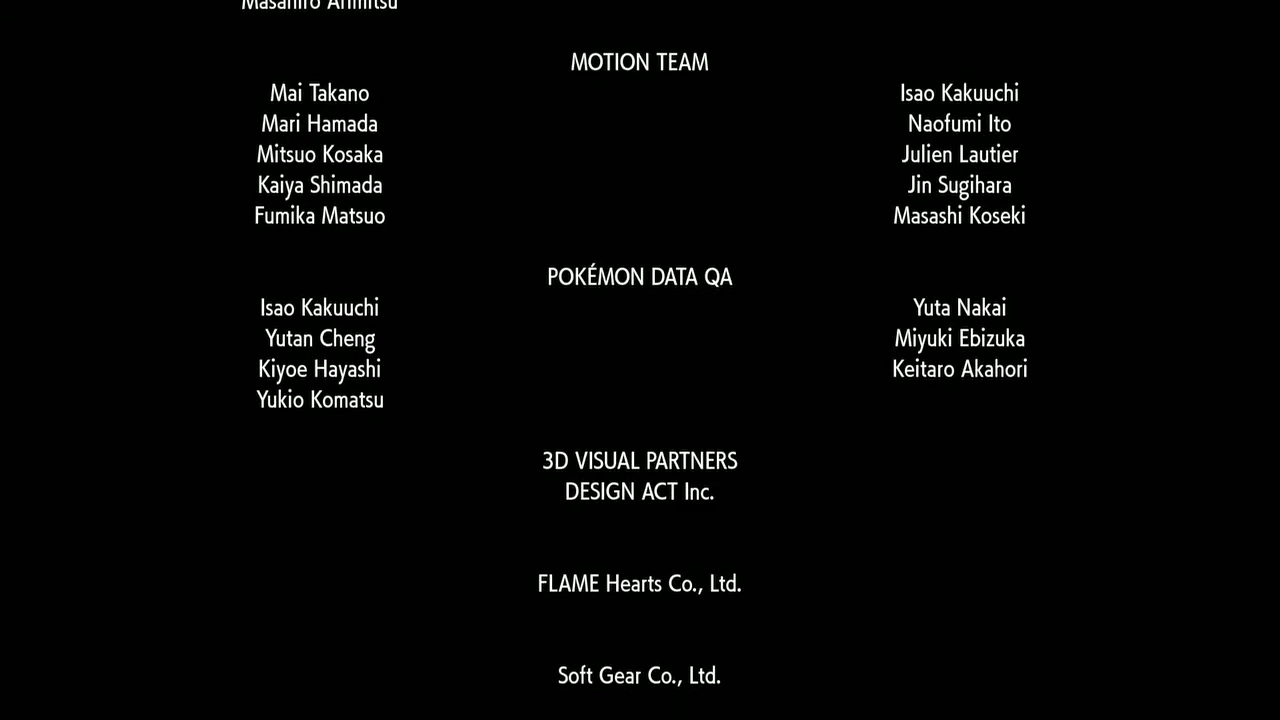 Masahiro Arimitsu
MOTION TEAM
Mai Takano
Isao Kakuuchi
Mari Hamada
Naofumi Ito
Mitsuo Kosaka
Julien Lautier
Kaiya Shimada
Jin Sugihara
Fumika Matsuo
Masashi Koseki
POKÉMON DATA QA
Isao Kakuuchi
Yuta Nakai
Yutan Cheng
Miyuki Ebizuka
Kiyoe Hayashi
Keitaro Akahori
Yukio Komatsu
3D VISUAL PARTNERS
DESIGN ACT Inc.
FLAME Hearts Co., Ltd.
Soft Gear Co., Ltd.